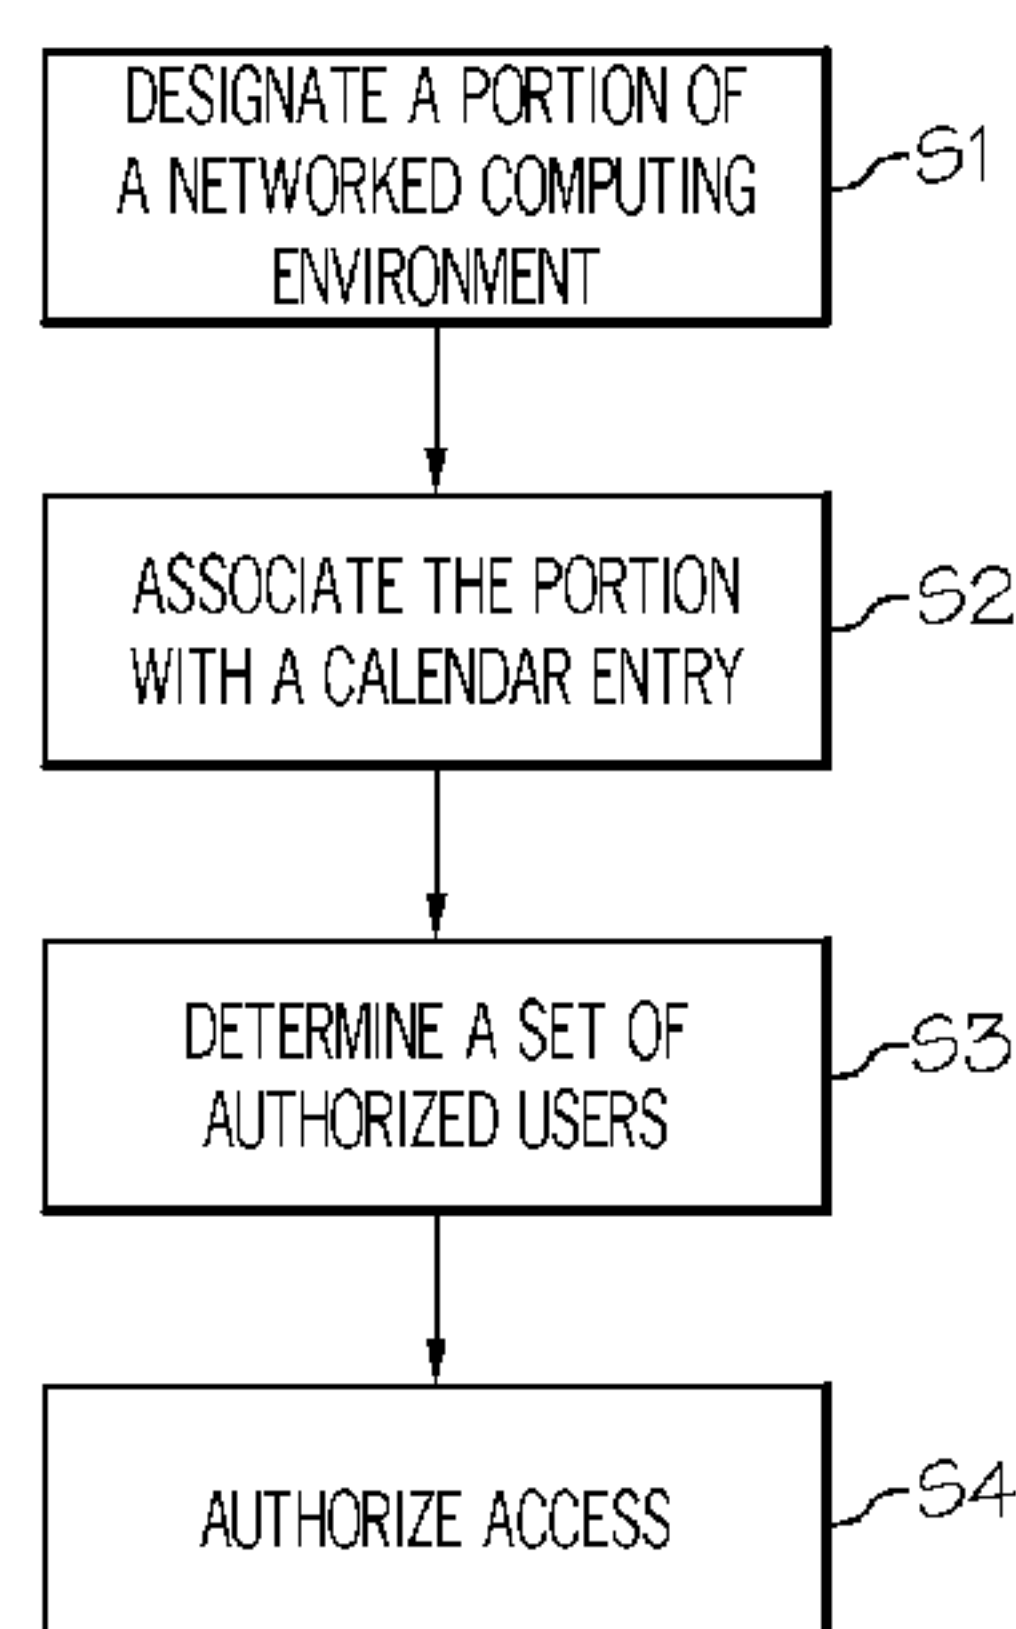 DESIGNATE A PORTION OF
A NETWORKED COMPUTING
ENVIRONMENT
S1
ASSOCIATE THE PORTION
WITH A CALENDAR ENTRY
S2
DETERMINE A SET OF
AUTHORIZED USERS
S3
AUTHORIZE ACCESS
S4